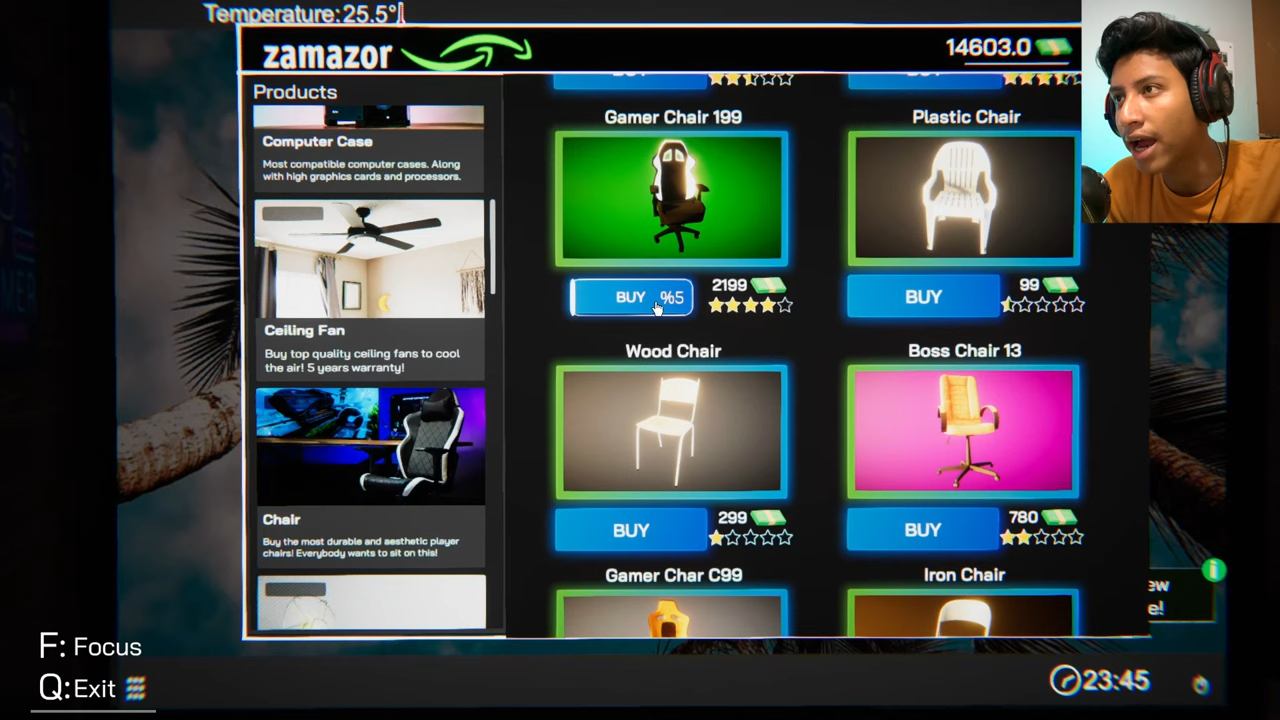 Temperature: 25.5°
zamazor
14603.0
Products
Computer Case
Most compatible computer cases. Along
with high graphics cards and processors.
Ceiling Fan
Buy top quality ceiling fans to cool
the air! 5 years warranty!
Chair
Buy the most durable and aesthetic player
chairs! Everybody wants to sit on this!
Gamer Chair 199
BUY %5
2199
Plastic Chair
BUY
99
Wood Chair
BUY
299
Boss Chair 13
BUY
780
Gamer Char C99
Iron Chair
ew
e!
i
F: Focus
Q: Exit
23:45